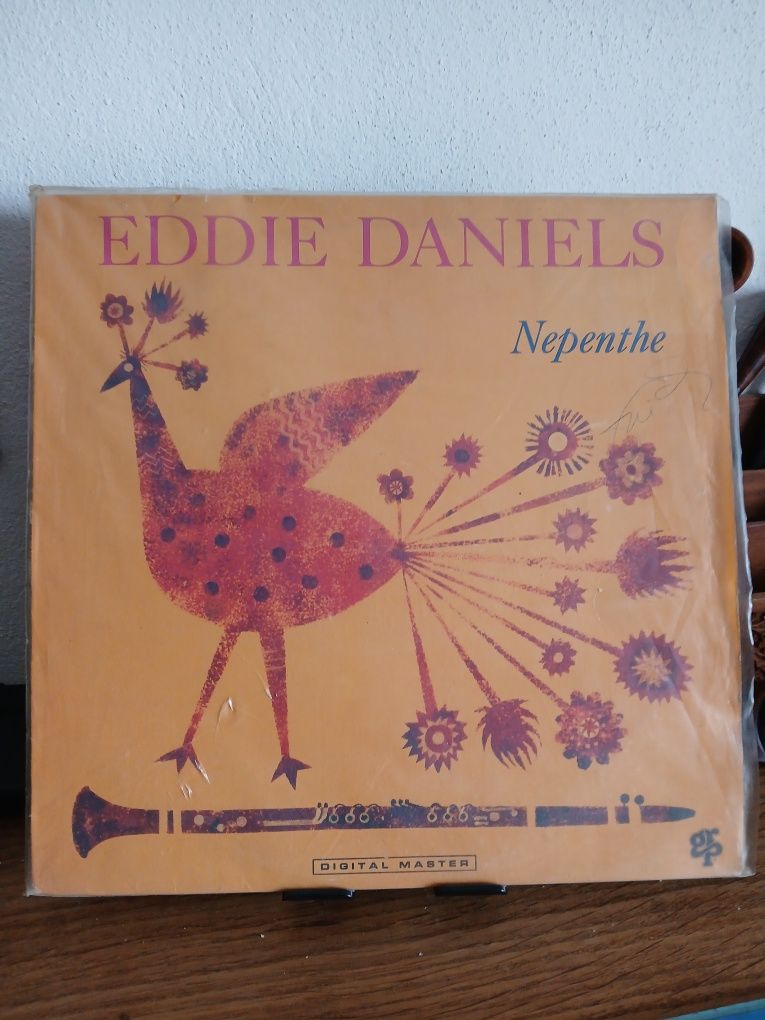 EDDIE DANIELS
Nepenthe
DIGITAL MASTER
grp